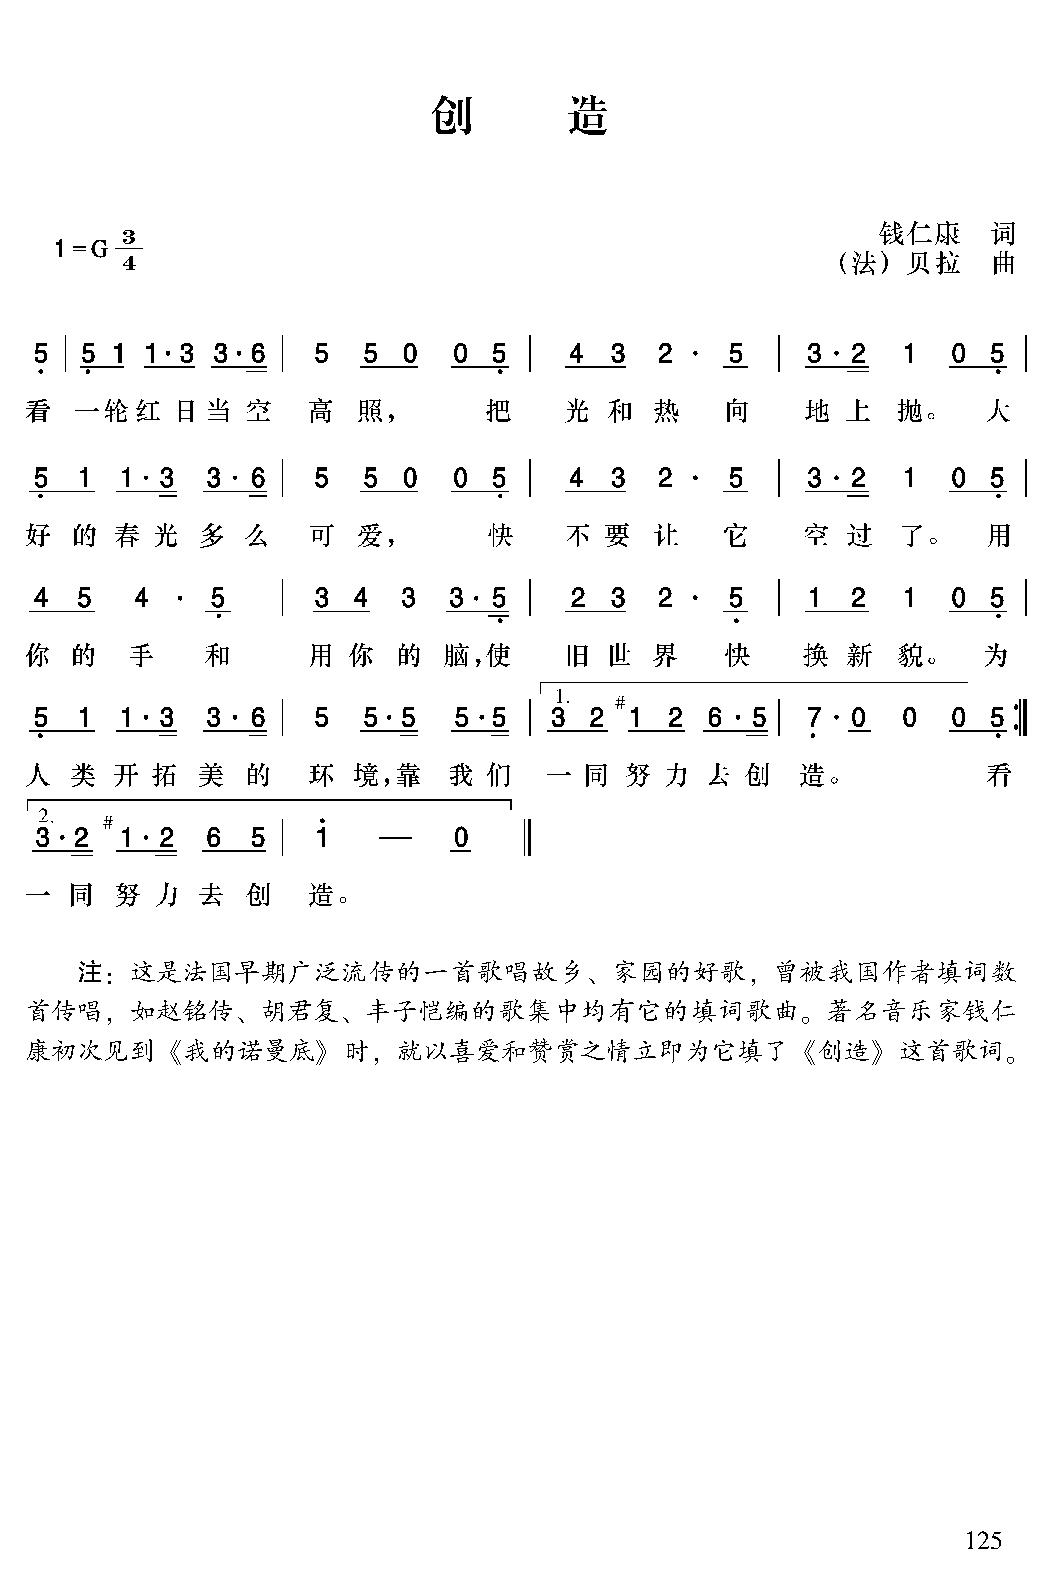 创 造
钱仁康 词
1=G 3/4
（法）贝拉 曲
5 | 5 1 1·3 3·6 | 5 5 0 0 5 | 4 3 2 · 5 | 3·2 1 0 5 |
看 一轮红 日当 空 高 照， 把 光 和 热 向 地 上 抛。 大
5 1 1·3 3·6 | 5 5 0 0 5 | 4 3 2 · 5 | 3·2 1 0 5 |
好 的 春 光 多 么 可 爱， 快 不 要 让 它 空 过 了。 用
4 5 4 · 5 | 3 4 3 3·5 | 2 3 2 · 5 | 1 2 1 0 5 |
你 的 手 和 用 你 的 脑，使 旧 世 界 快 换 新 貌。 为
1.
5 1 1·3 3·6 | 5 5·5 5·5 | 3 2 #1 2 6·5 | 7·0 0 0 5 :‖
人 类 开 拓 美 的 环 境，靠 我 们 一 同 努 力 去 创 造。 看
2.
3·2 #1·2 6 5 | 1 — 0 ‖
一 同 努 力 去 创 造。
注：这是法国早期广泛流传的一首歌唱故乡、家园的好歌，曾被我国作者填词数
首传唱，如赵铭传、胡君复、丰子恺编的歌集中均有它的填词歌曲。著名音乐家钱仁
康初次见到《我的诺曼底》时，就以喜爱和赞赏之情立即为它填了《创造》这首歌词。
125